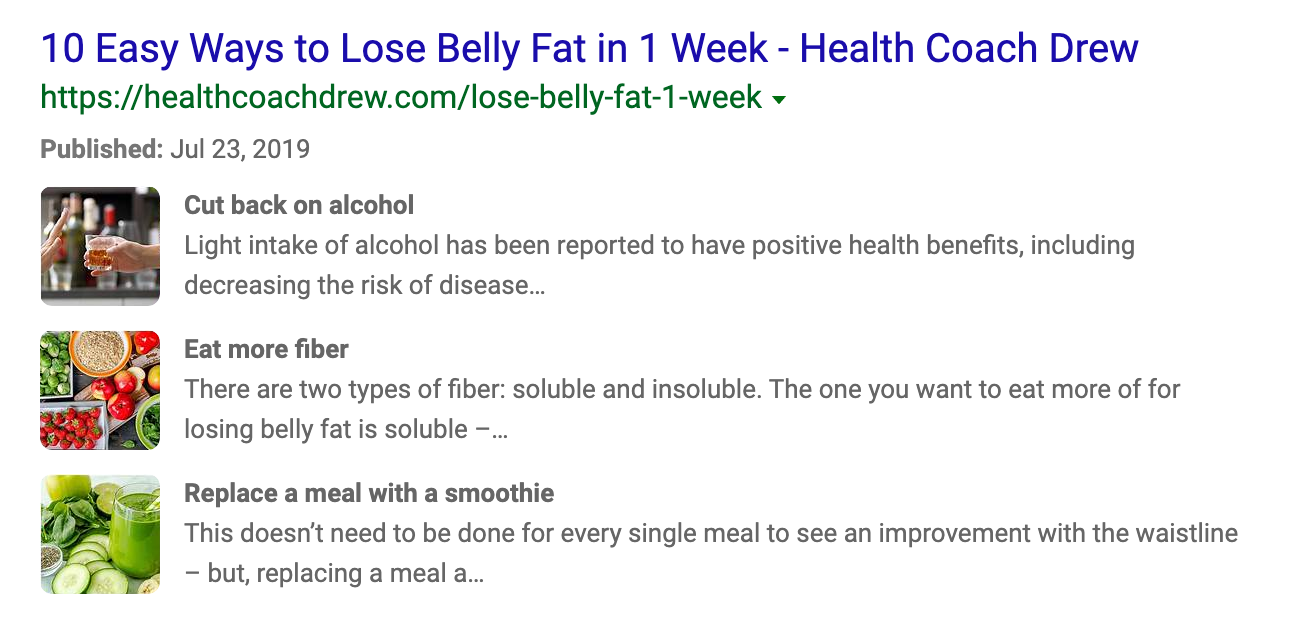 10 Easy Ways to Lose Belly Fat in 1 Week - Health Coach Drew
https://healthcoachdrew.com/lose-belly-fat-1-week
Published: Jul 23, 2019
Cut back on alcohol
Light intake of alcohol has been reported to have positive health benefits, including
decreasing the risk of disease...
Eat more fiber
There are two types of fiber: soluble and insoluble. The one you want to eat more of for
losing belly fat is soluble –...
Replace a meal with a smoothie
This doesn’t need to be done for every single meal to see an improvement with the waistline
– but, replacing a meal a...